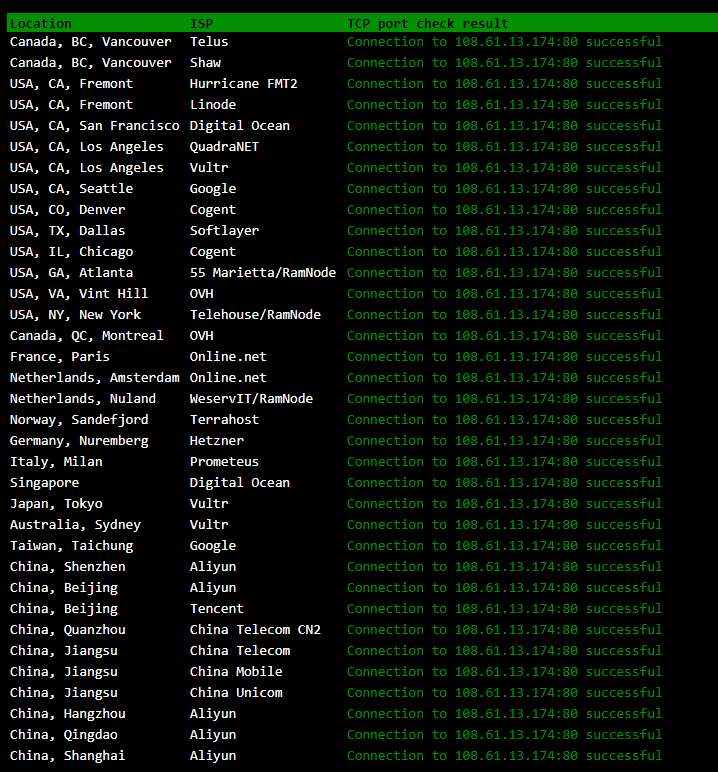 Location ISP TCP port check result
Canada, BC, Vancouver Telus Connection to 108.61.13.174:80 successful
Canada, BC, Vancouver Shaw Connection to 108.61.13.174:80 successful
USA, CA, Fremont Hurricane FMT2 Connection to 108.61.13.174:80 successful
USA, CA, Fremont Linode Connection to 108.61.13.174:80 successful
USA, CA, San Francisco Digital Ocean Connection to 108.61.13.174:80 successful
USA, CA, Los Angeles QuadraNET Connection to 108.61.13.174:80 successful
USA, CA, Los Angeles Vultr Connection to 108.61.13.174:80 successful
USA, CA, Seattle Google Connection to 108.61.13.174:80 successful
USA, CO, Denver Cogent Connection to 108.61.13.174:80 successful
USA, TX, Dallas Softlayer Connection to 108.61.13.174:80 successful
USA, IL, Chicago Cogent Connection to 108.61.13.174:80 successful
USA, GA, Atlanta 55 Marietta/RamNode Connection to 108.61.13.174:80 successful
USA, VA, Vint Hill OVH Connection to 108.61.13.174:80 successful
USA, NY, New York Telehouse/RamNode Connection to 108.61.13.174:80 successful
Canada, QC, Montreal OVH Connection to 108.61.13.174:80 successful
France, Paris Online.net Connection to 108.61.13.174:80 successful
Netherlands, Amsterdam Online.net Connection to 108.61.13.174:80 successful
Netherlands, Nuland WeservIT/RamNode Connection to 108.61.13.174:80 successful
Norway, Sandefjord Terrahost Connection to 108.61.13.174:80 successful
Germany, Nuremberg Hetzner Connection to 108.61.13.174:80 successful
Italy, Milan Prometeus Connection to 108.61.13.174:80 successful
Singapore Digital Ocean Connection to 108.61.13.174:80 successful
Japan, Tokyo Vultr Connection to 108.61.13.174:80 successful
Australia, Sydney Vultr Connection to 108.61.13.174:80 successful
Taiwan, Taichung Google Connection to 108.61.13.174:80 successful
China, Shenzhen Aliyun Connection to 108.61.13.174:80 successful
China, Beijing Aliyun Connection to 108.61.13.174:80 successful
China, Beijing Tencent Connection to 108.61.13.174:80 successful
China, Quanzhou China Telecom CN2 Connection to 108.61.13.174:80 successful
China, Jiangsu China Telecom Connection to 108.61.13.174:80 successful
China, Jiangsu China Mobile Connection to 108.61.13.174:80 successful
China, Jiangsu China Unicom Connection to 108.61.13.174:80 successful
China, Hangzhou Aliyun Connection to 108.61.13.174:80 successful
China, Qingdao Aliyun Connection to 108.61.13.174:80 successful
China, Shanghai Aliyun Connection to 108.61.13.174:80 successful